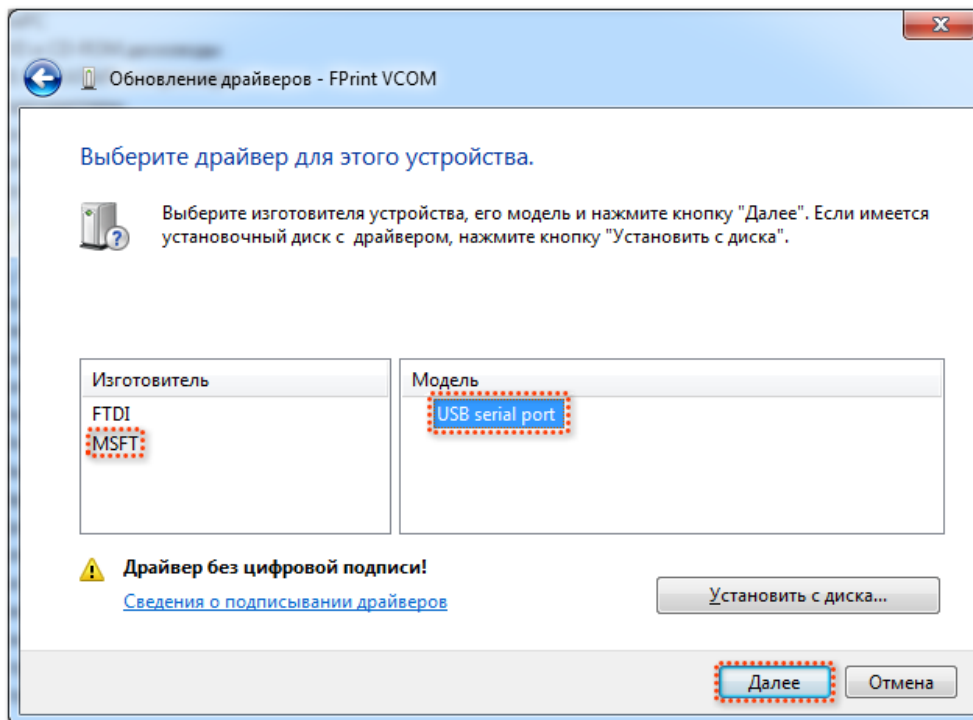 Обновление драйверов - FPrint VCOM
Выберите драйвер для этого устройства.
Выберите изготовителя устройства, его модель и нажмите кнопку "Далее". Если имеется
установочный диск с драйвером, нажмите кнопку "Установить с диска".
Изготовитель
FTDI
MSFT
Модель
USB serial port
Драйвер без цифровой подписи!
Сведения о подписывании драйверов
Установить с диска...
Далее
Отмена